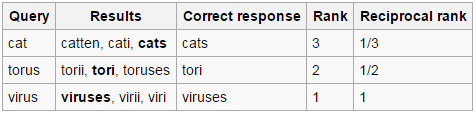 Query Results Correct response Rank Reciprocal rank
cat catten, cati, cats cats 3 1/3
torus torii, tori, toruses tori 2 1/2
virus viruses, virii, viri viruses 1 1